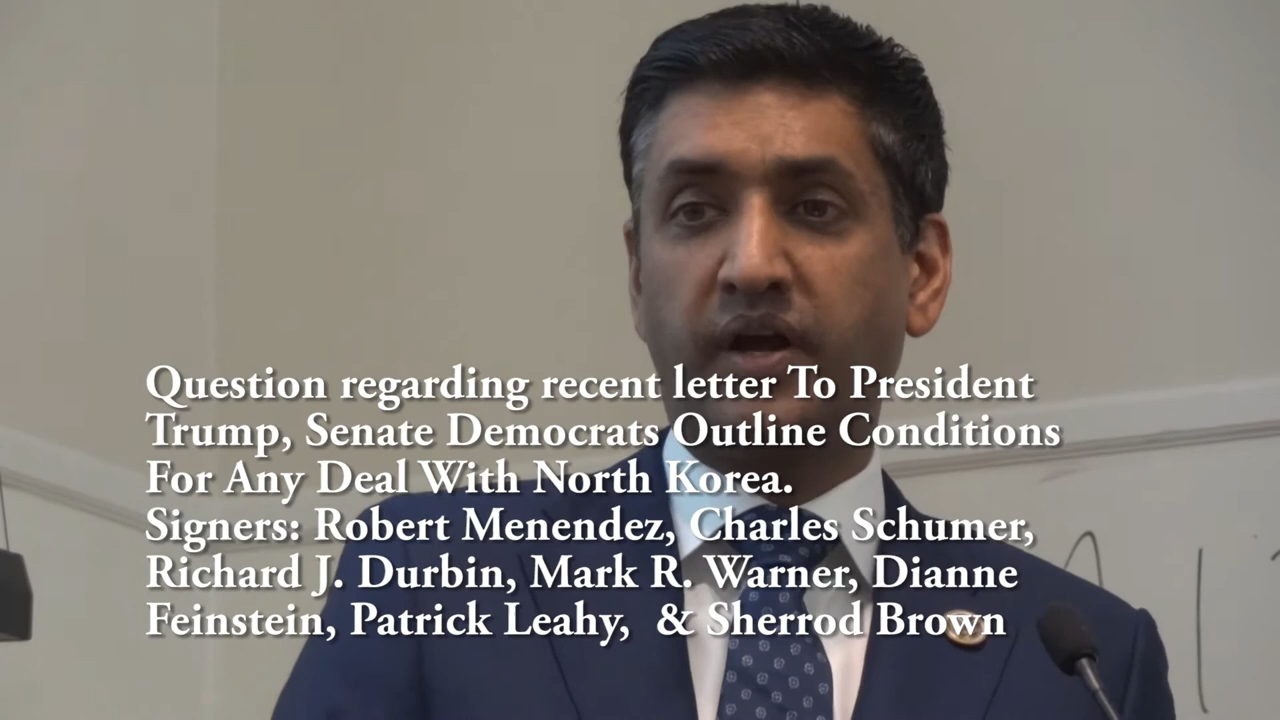 Question regarding recent letter To President
Trump, Senate Democrats Outline Conditions
For Any Deal With North Korea.
Signers: Robert Menendez, Charles Schumer,
Richard J. Durbin, Mark R. Warner, Dianne
Feinstein, Patrick Leahy,  & Sherrod Brown